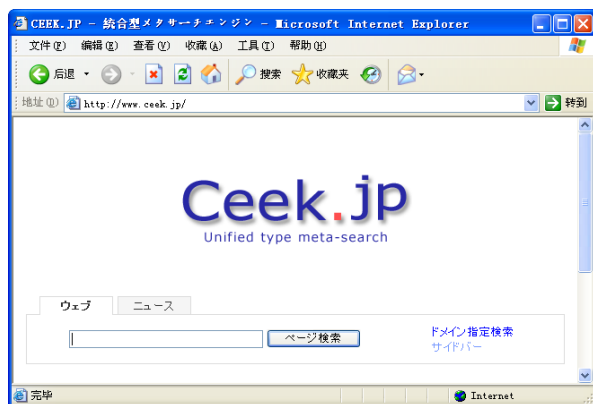 CEEK.JP - 統合型メタサーチエンジン - Microsoft Internet Explorer
文件(F) 编辑(E) 查看(V) 收藏(A) 工具(T) 帮助(H)
后退 搜索 收藏夹
地址(D) http://www.ceek.jp/ 转到
Ceek.jp
Unified type meta-search
ウェブ ニュース
ページ検索 ドメイン指定検索
サイドバー
完毕 Internet